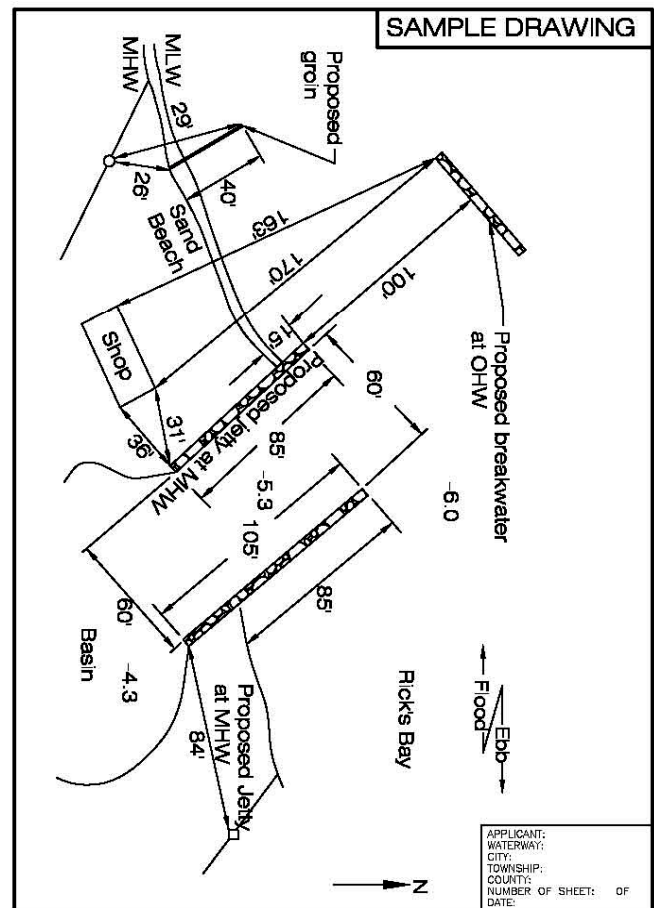 SAMPLE DRAWING
MHW
MLW
29'
26'
40'
Proposed
groin
Sand
Beach
163'
170'
100'
Proposed breakwater
at OHW
Shop
15'
Proposed jetty at MHW
60'
31'
36'
85'
-5.3
-6.0
105'
85'
60'
Basin
-4.3
84'
Proposed Jetty
at MHW
Rick's Bay
Flood
Ebb
N
APPLICANT:
WATERWAY:
CITY:
TOWNSHIP:
COUNTY:
NUMBER OF SHEET: OF
DATE: